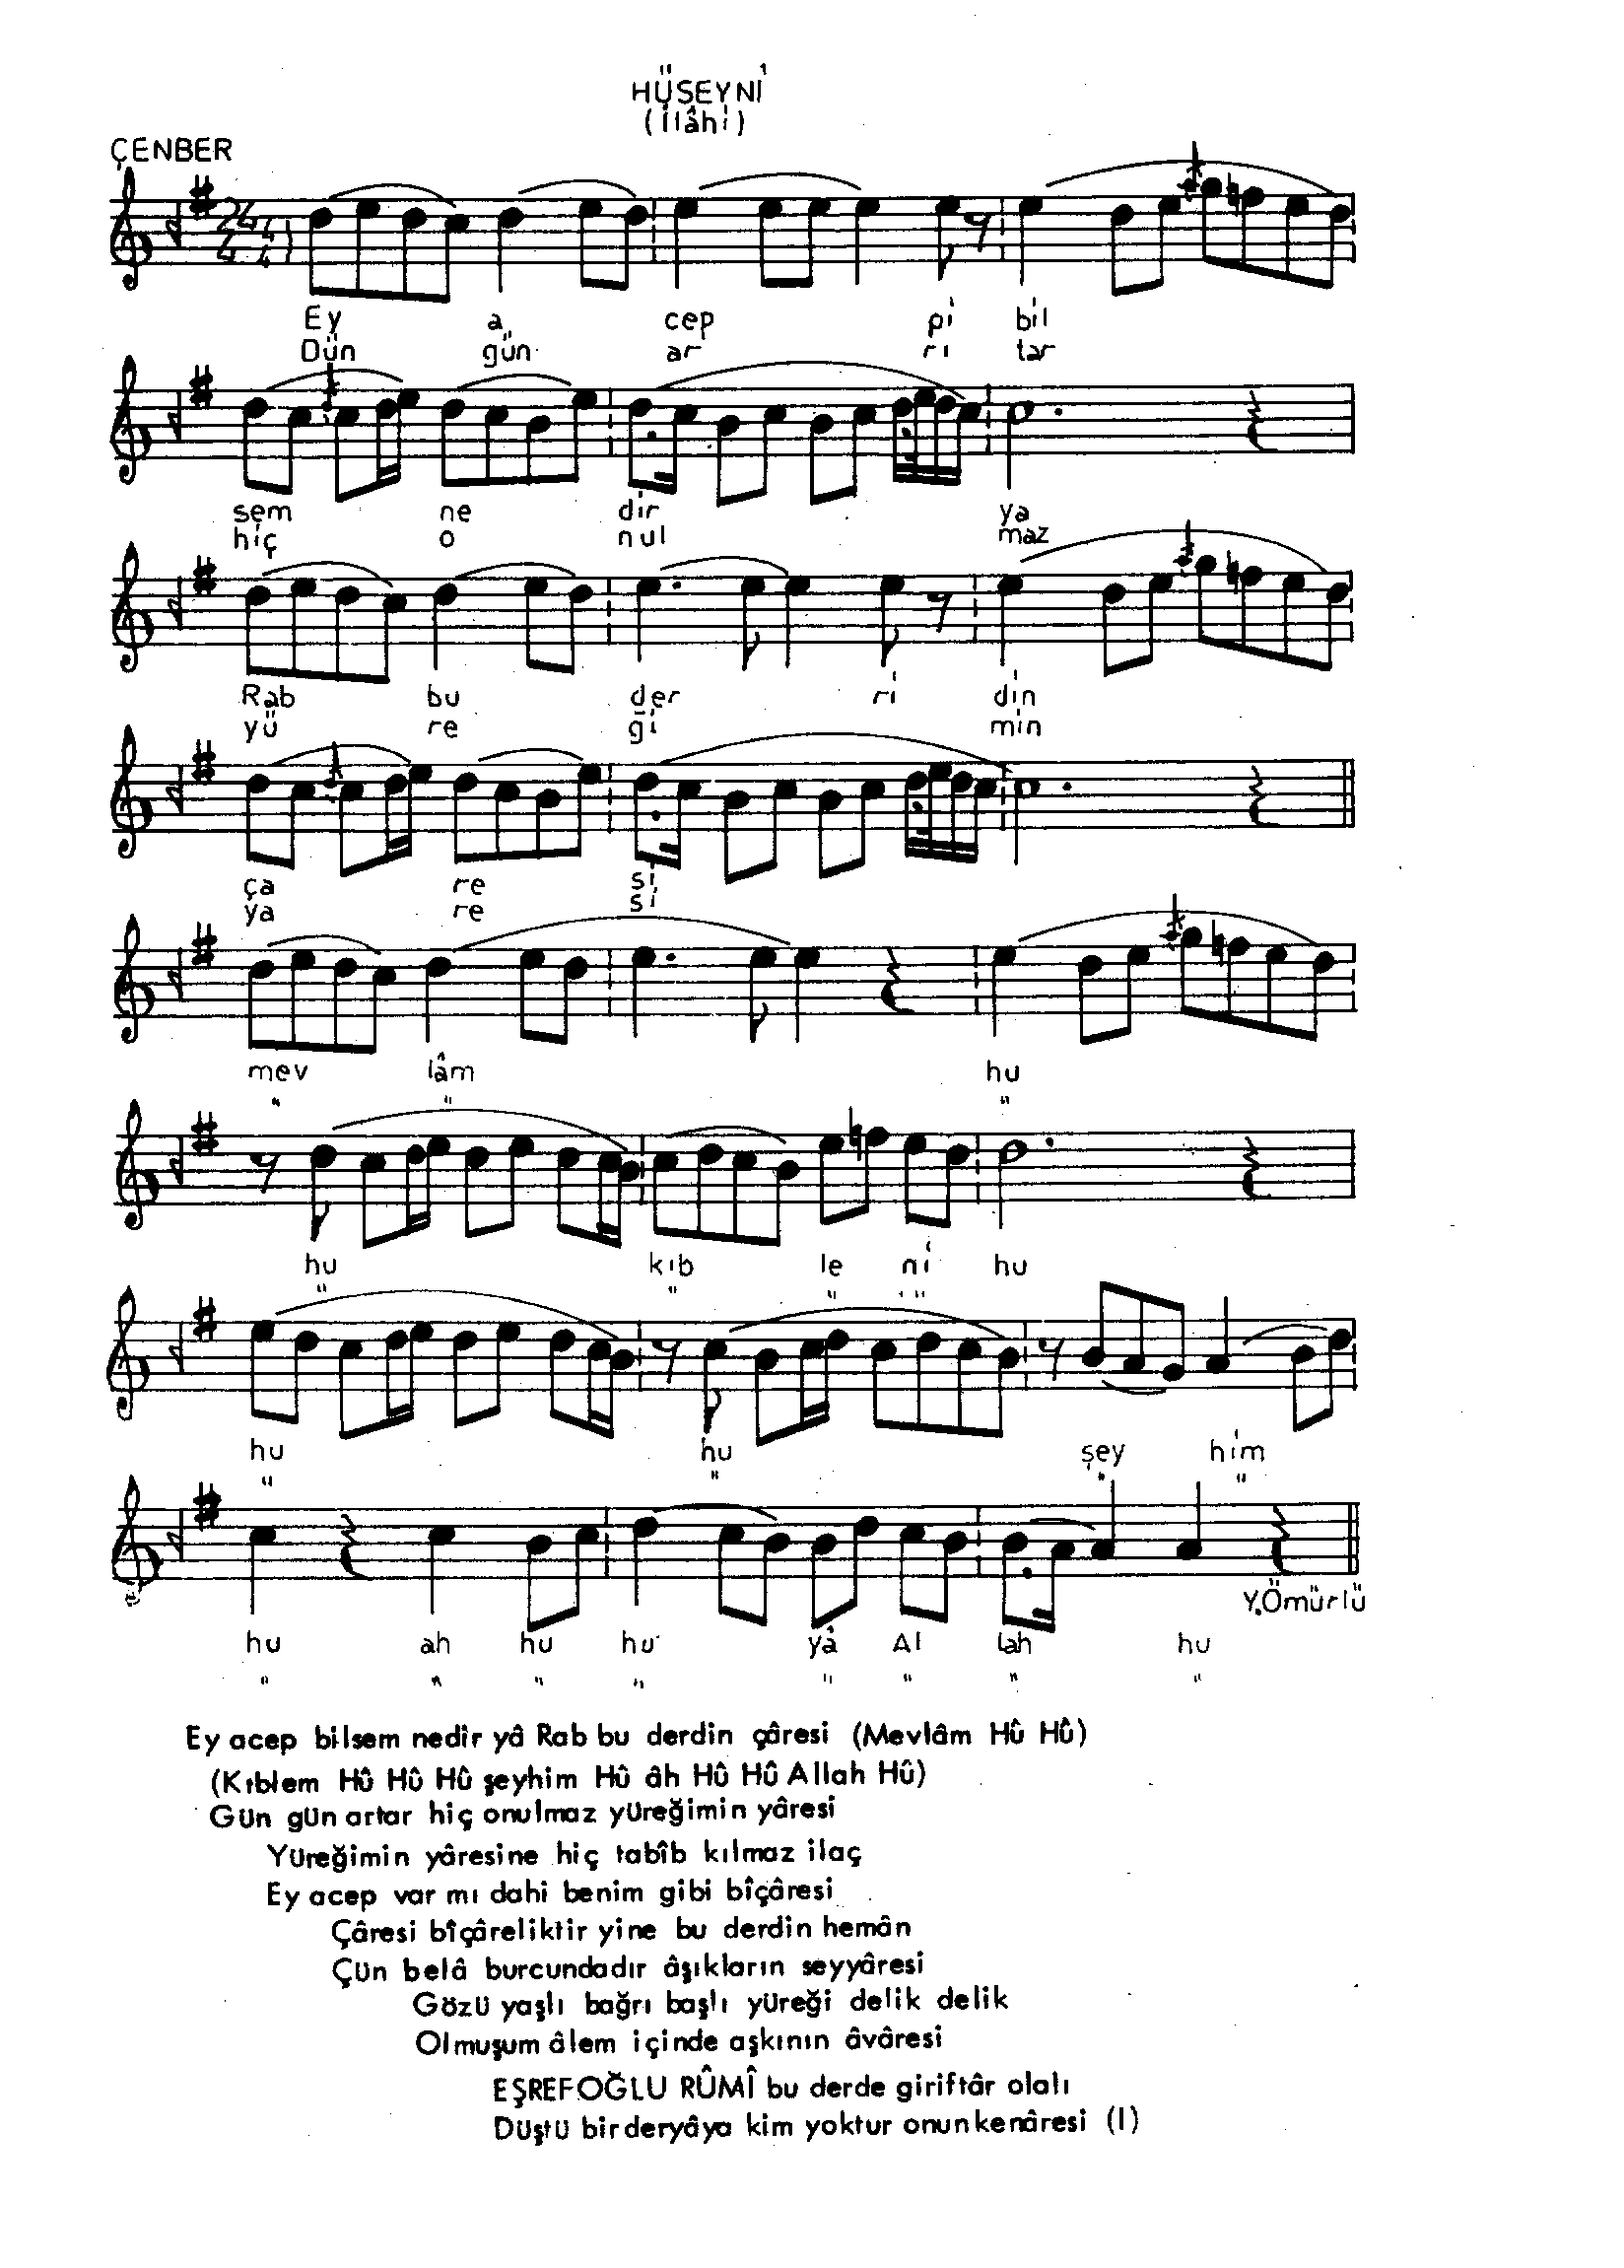 HÜSEYNİ
(İlâhi)
ÇENBER
24 4
4 4
Ey a cep pi bil
Dün gün ar rı tar
sem ne dir ya
hiç o nul maz
Rab bu der ri din
yü re ği min
ça re si
ya re si
mev lâm hu
" " "
hu kıb le ni hu
" " " " "
hu hu şey him
" " " "
Y.Ömürlü
hu ah hu hu yâ Al lah hu
" " " " " " " "
Ey acep bilsem nedir yâ Rab bu derdin çâresi (Mevlâm Hû Hû)
(Kıblem Hû Hû Hû şeyhim Hû âh Hû Hû Allah Hû)
Gün gün artar hiç onulmaz yüreğimin yâresi
Yüreğimin yâresine hiç tabîb kılmaz ilaç
Ey acep var mı dahi benim gibi bîçâresi
Çâresi bîçâreliktir yine bu derdin hemân
Çün belâ burcundadır âşıkların seyyâresi
Gözü yaşlı bağrı başlı yüreği delik delik
Olmuşum âlem içinde aşkının âvâresi
EŞREFOĞLU RÛMÎ bu derde giriftâr olalı
Düştü bir deryâya kim yoktur onun kenâresi (I)